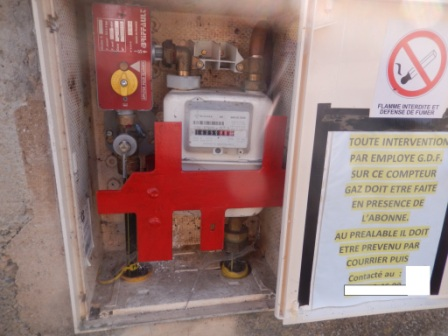 FLAMME INTERDITE ET
DEFENSE DE FUMER
TOUTE INTERVENTION
PAR EMPLOYE G.D.F.
SUR CE COMPTEUR
GAZ DOIT ETRE FAITE
EN PRESENCE DE
L'ABONNE.
AU PREALABLE IL DOIT
ETRE PREVENU PAR
COURRIER PUIS
Contacté au :